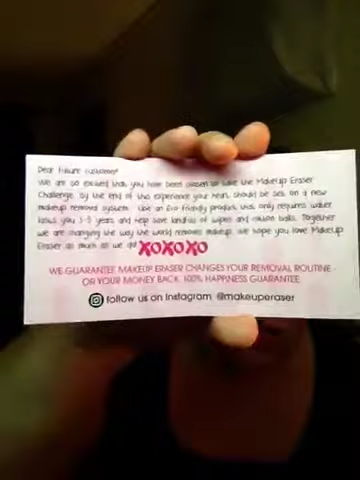 Dear Future customer!
We are so excited that you have been chosen to take the MakeUp Eraser
Challenge. By the end of this experience your heart should be set on a new
makeup removal system. Like an Eco Friendly product that only requires water,
lasts you 3-5 years and help save landfills of wipes and cotton balls. Together
we are changing the way the world removes makeup. We hope you love MakeUp
Eraser as much as we do! XOXOXO
WE GUARANTEE MAKEUP ERASER CHANGES YOUR REMOVAL ROUTINE
OR YOUR MONEY BACK. 100% HAPPINESS GUARANTEE.
follow us on Instagram @makeuperaser